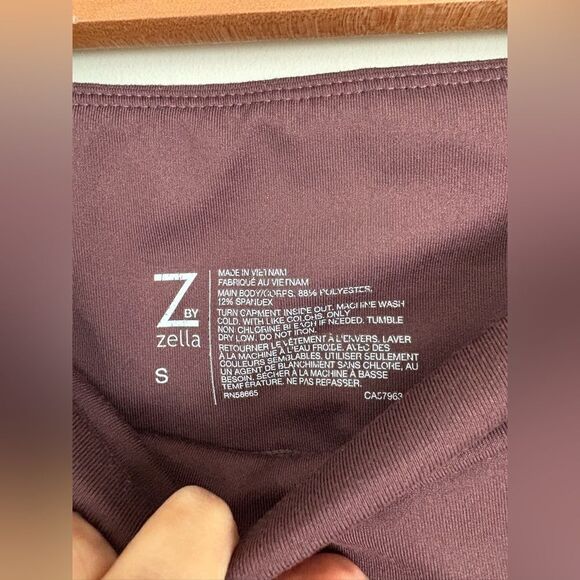 Z BY
zella
S
MADE IN VIETNAM
FABRIQUÉ AU VIETNAM
MAIN BODY/CORPS. 88% POLYESTER,
12% SPANDEX
TURN GARMENT INSIDE OUT. MACHINE WASH
COLD. WITH LIKE COLORS. ONLY
NON CHLORINE BLEACH IF NEEDED. TUMBLE
DRY LOW. DO NOT IRON.
RETOURNER LE VÊTEMENT À L'ENVERS. LAVER
À LA MACHINE À L'EAU FROIDE. AVEC DES
COULEURS SEMBLABLES. UTILISER SEULEMENT
UN AGENT DE BLANCHIMENT SANS CHLORE, AU
BESOIN. SÉCHER À LA MACHINE À BASSE
TEMPÉRATURE. NE PAS REPASSER.
RN58665 CA57963